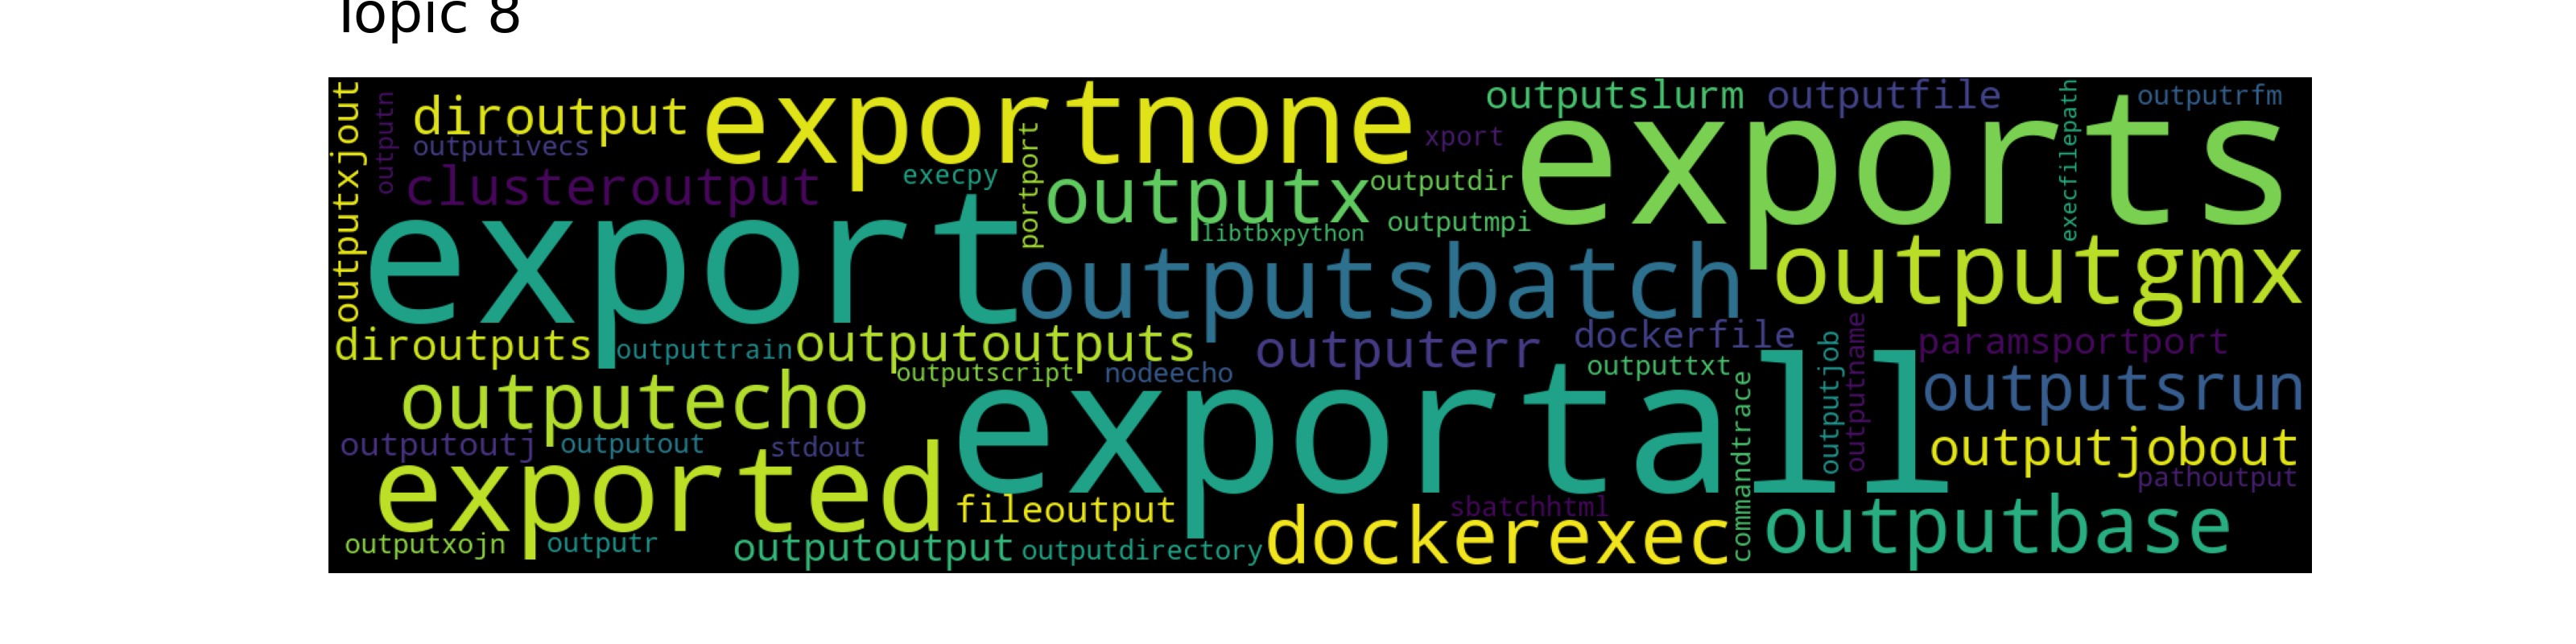 Topic 8
outputxjout
outputn
diroutput
outputivecs
clusteroutput
exportnone
execpy
portport
outputx
libtbxpython
xport
outputdir
outputmpi
outputslurm
outputfile
outputrfm
execfilepath
exports
export
outputsbatch
outputgmx
diroutputs
outputtrain
outputoutputs
outputscript
nodeecho
outputerr
dockerfile
outputtxt
outputjob
outputname
paramsportport
outputsrun
outputecho
exportall
outputoutj
outputout
stdout
outputjobout
pathoutput
exported
fileoutput
sbatchhtml
commandtrace
dockerexec
outputbase
outputxojn
outputr
outputoutput
outputdirectory